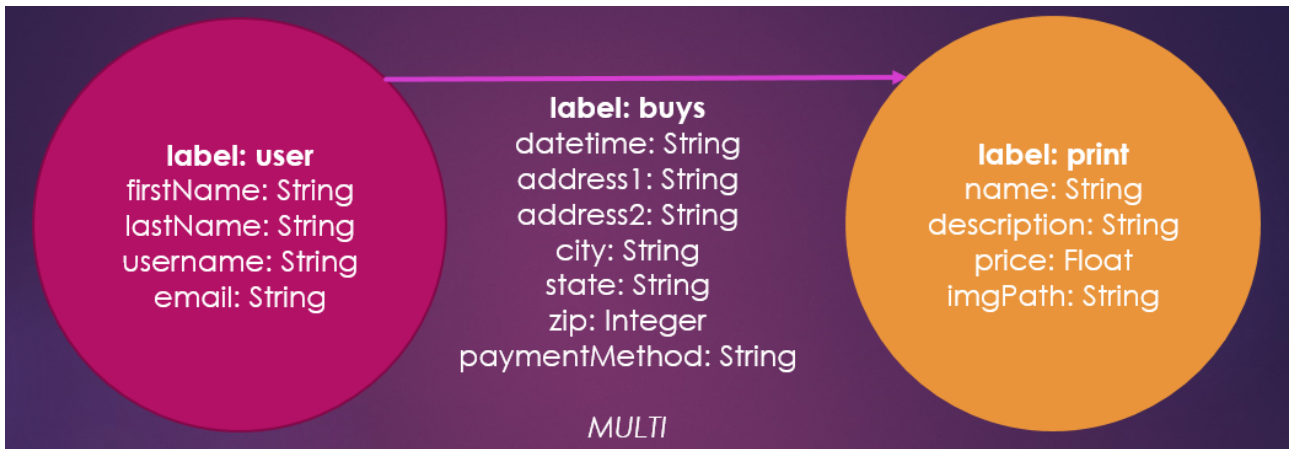 label: user
firstName: String
lastName: String
username: String
email: String
label: buys
datetime: String
address1: String
address2: String
city: String
state: String
zip: Integer
paymentMethod: String
MULTI
label: print
name: String
description: String
price: Float
imgPath: String